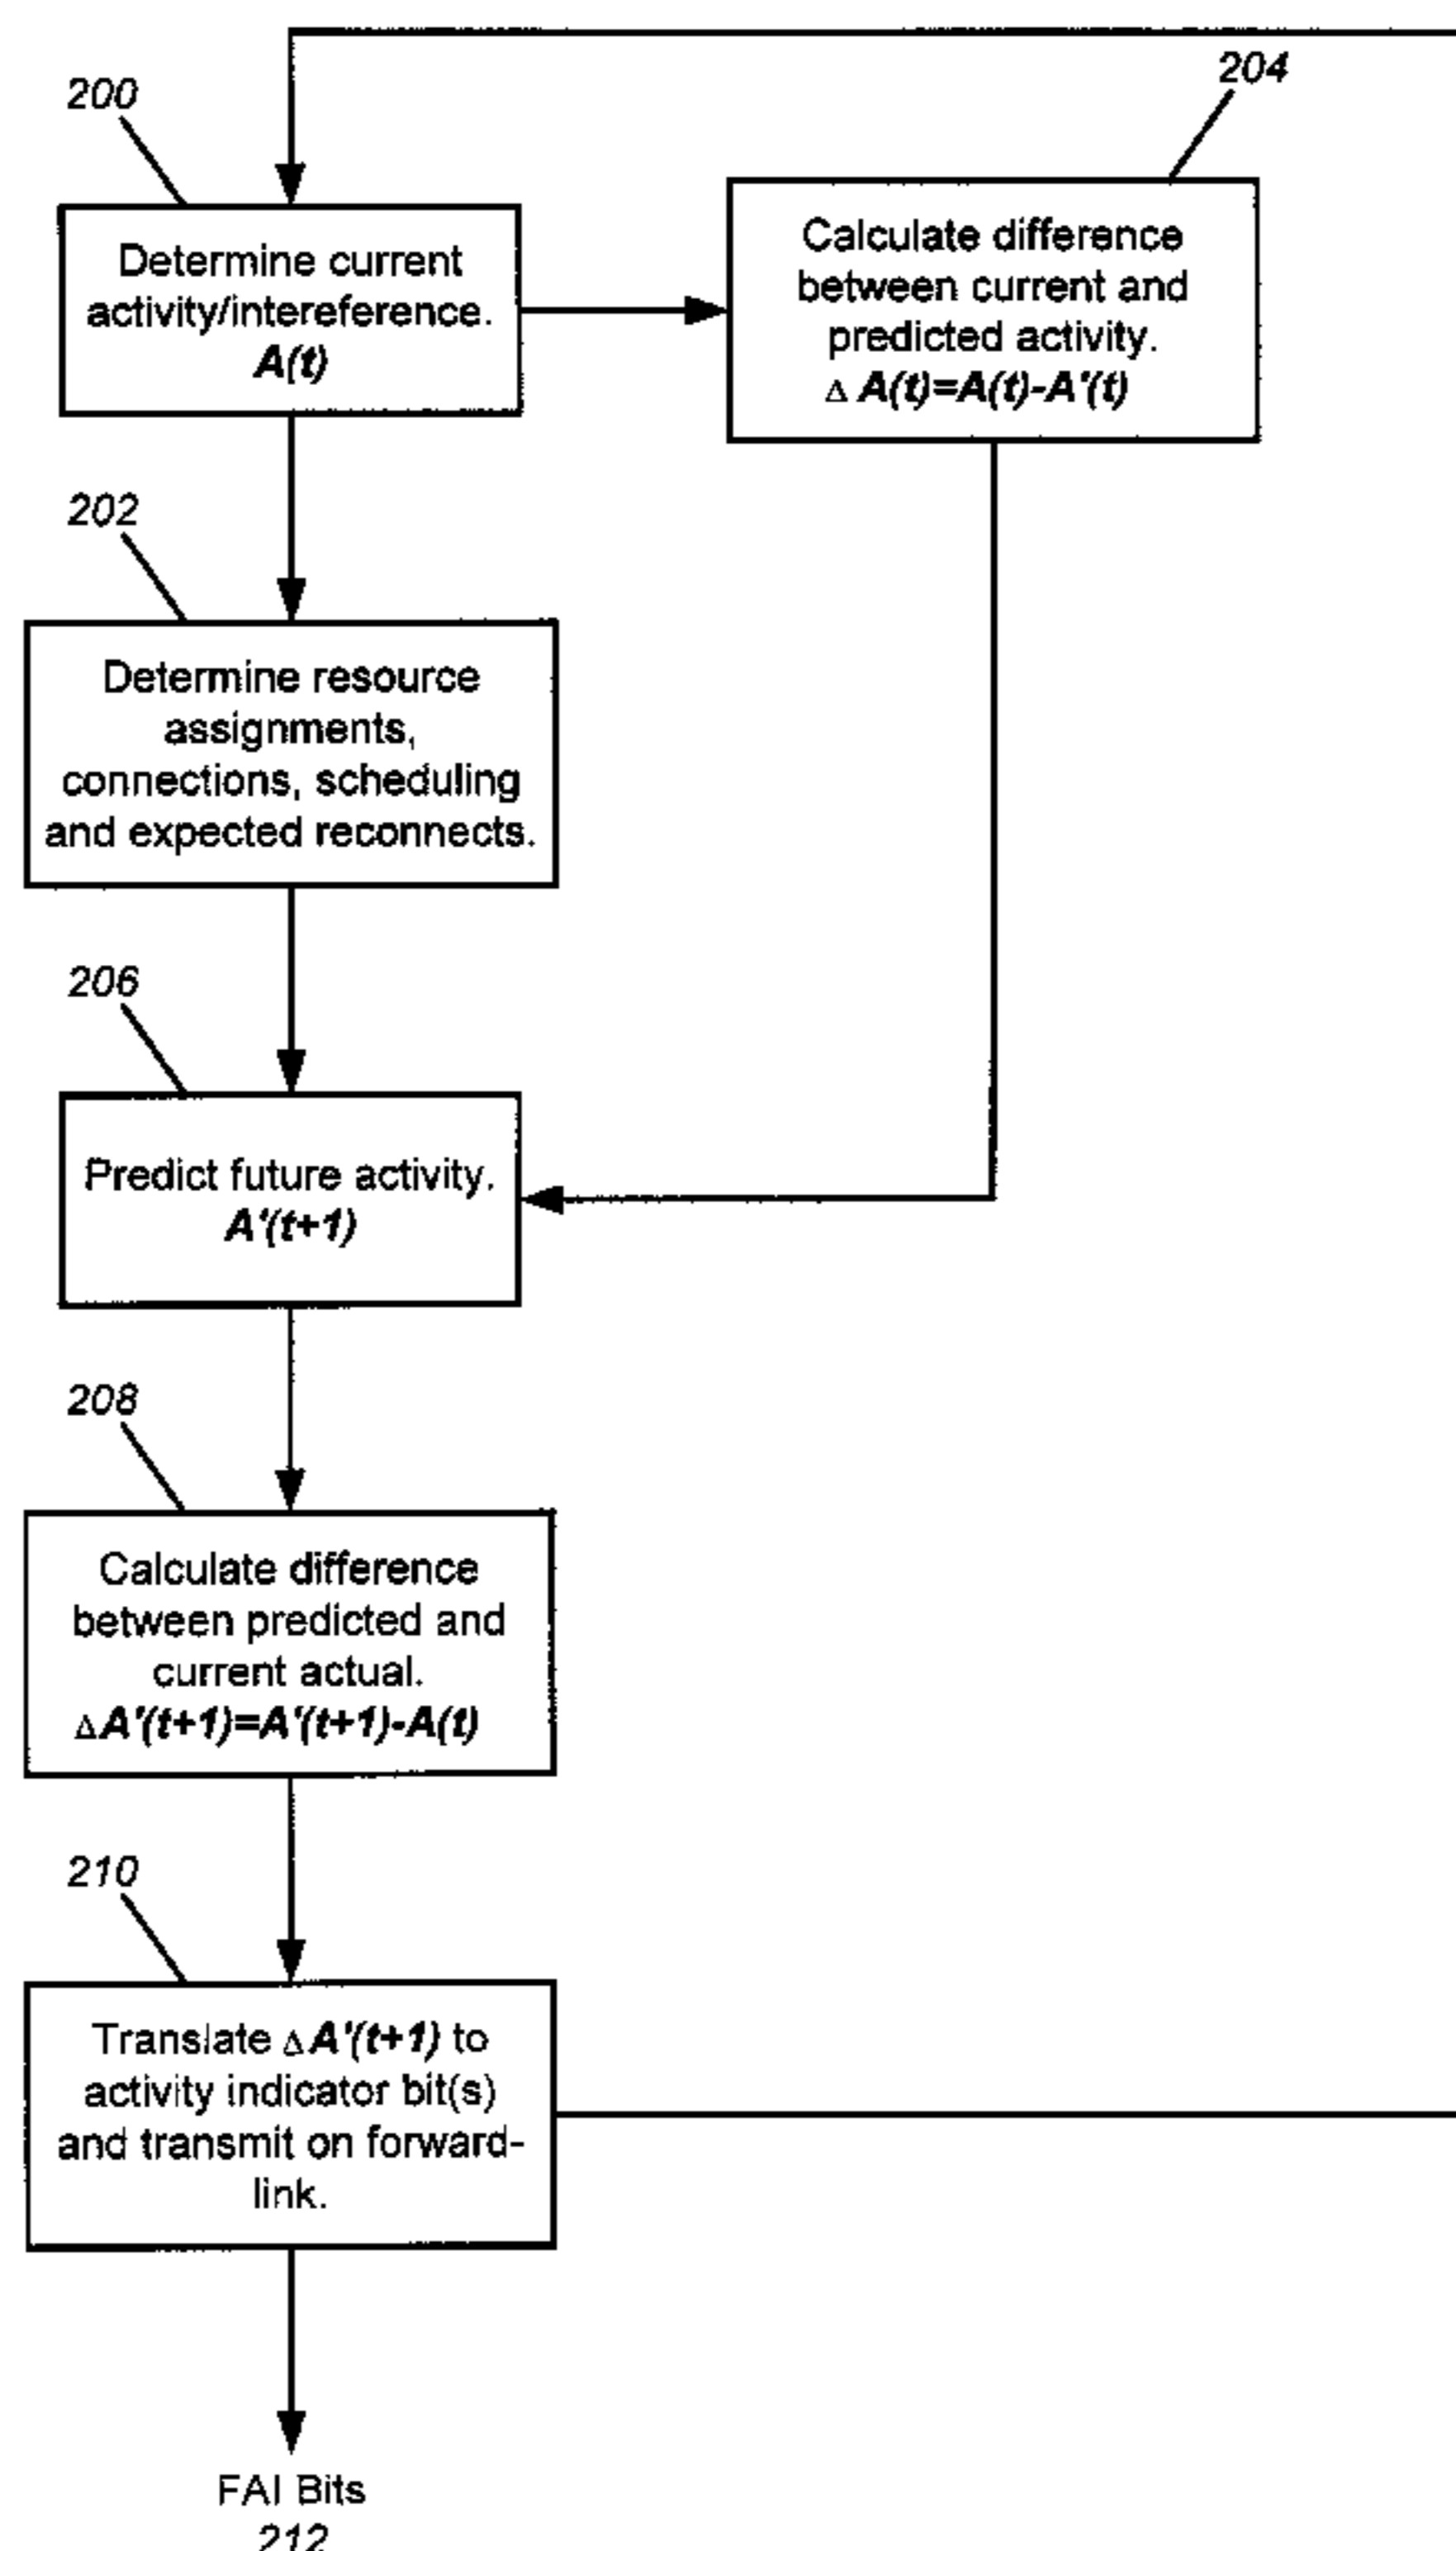 200
Determine current
activity/intereference.
A(t)
204
Calculate difference
between current and
predicted activity.
Δ A(t)=A(t)-A'(t)
202
Determine resource
assignments,
connections, scheduling
and expected reconnects.
206
Predict future activity.
A'(t+1)
208
Calculate difference
between predicted and
current actual.
ΔA'(t+1)=A'(t+1)-A(t)
210
Translate ΔA'(t+1) to
activity indicator bit(s)
and transmit on forward-
link.
FAI Bits
212